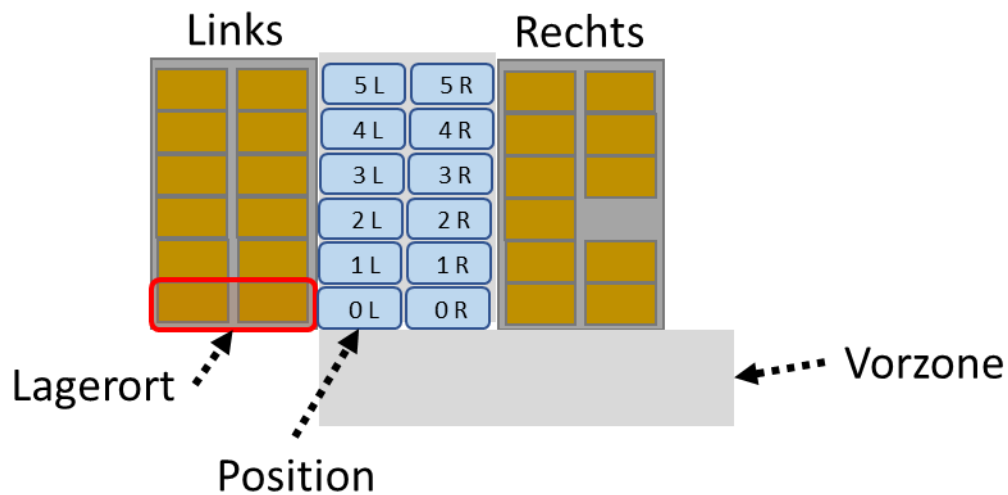 Links
Rechts
5 L
5 R
4 L
4 R
3 L
3 R
2 L
2 R
1 L
1 R
0 L
0 R
Lagerort
Vorzone
Position